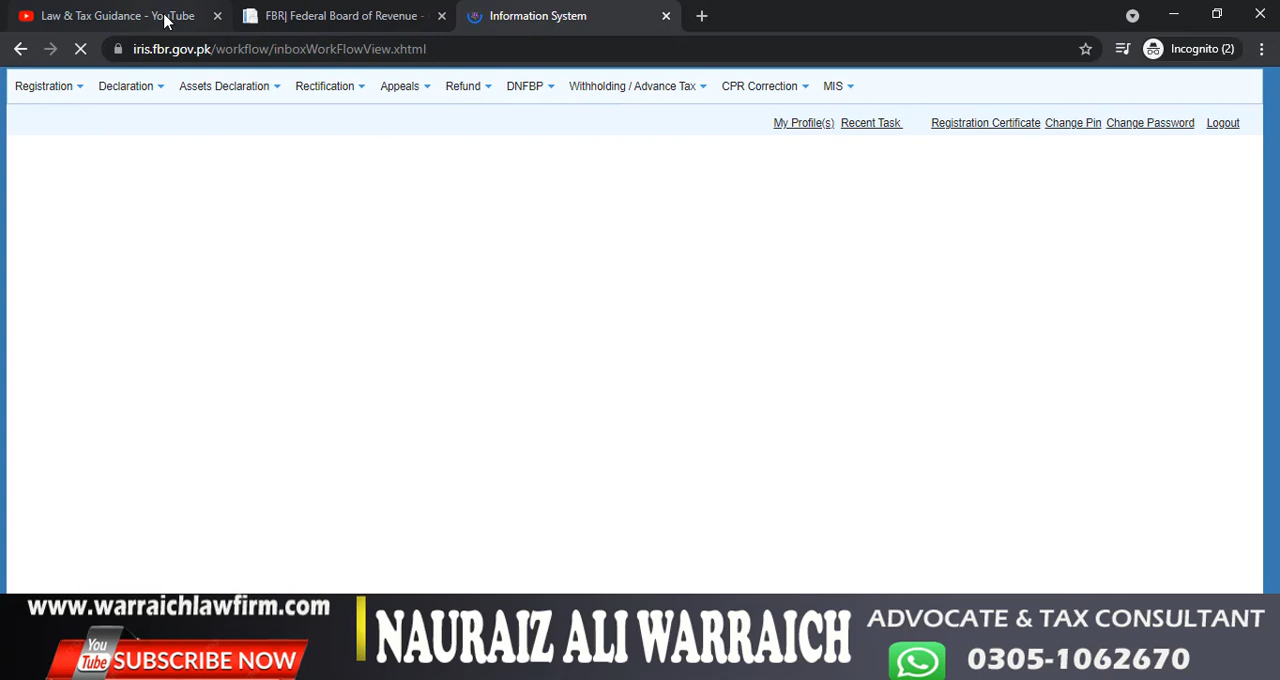 Law & Tax Guidance - YouTube
FBR| Federal Board of Revenue -
Information System
iris.fbr.gov.pk/workflow/inboxWorkFlowView.xhtml
Incognito (2)
Registration Declaration Assets Declaration Rectification Appeals Refund DNFBP Withholding / Advance Tax CPR Correction MIS
My Profile(s) Recent Task Registration Certificate Change Pin Change Password Logout
www.warraichlawfirm.com
You Tube SUBSCRIBE NOW
NAURAIZ ALI WARRAICH
ADVOCATE & TAX CONSULTANT
0305-1062670